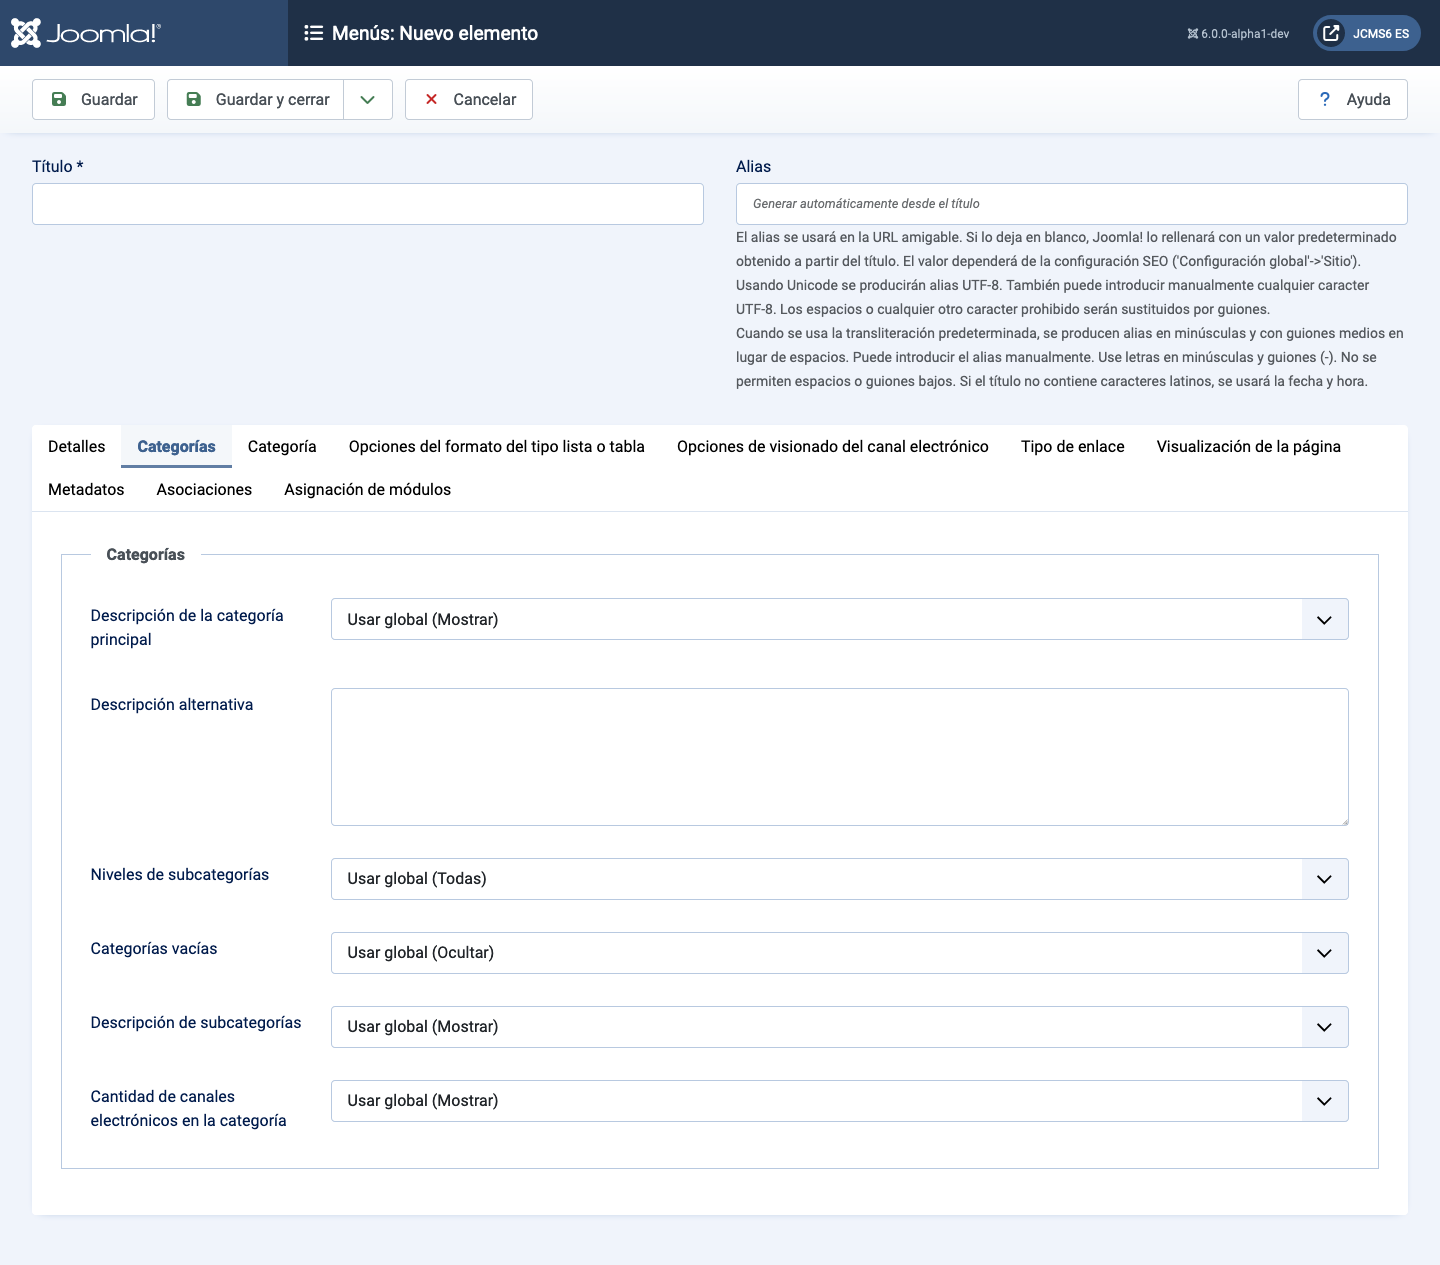 Joomla!®
Menús: Nuevo elemento
6.0.0-alpha1-dev
JCMS6 ES
Guardar
Guardar y cerrar
Cancelar
? Ayuda
Título *
Alias
Generar automáticamente desde el título
El alias se usará en la URL amigable. Si lo deja en blanco, Joomla! lo rellenará con un valor predeterminado
obtenido a partir del título. El valor dependerá de la configuración SEO ('Configuración global'->'Sitio').
Usando Unicode se producirán alias UTF-8. También puede introducir manualmente cualquier caracter
UTF-8. Los espacios o cualquier otro caracter prohibido serán sustituidos por guiones.
Cuando se usa la transliteración predeterminada, se producen alias en minúsculas y con guiones medios en
lugar de espacios. Puede introducir el alias manualmente. Use letras en minúsculas y guiones (-). No se
permiten espacios o guiones bajos. Si el título no contiene caracteres latinos, se usará la fecha y hora.
Detalles
Categorías
Categoría
Opciones del formato del tipo lista o tabla
Opciones de visionado del canal electrónico
Tipo de enlace
Visualización de la página
Metadatos
Asociaciones
Asignación de módulos
Categorías
Descripción de la categoría
principal
Usar global (Mostrar)
Descripción alternativa
Niveles de subcategorías
Usar global (Todas)
Categorías vacías
Usar global (Ocultar)
Descripción de subcategorías
Usar global (Mostrar)
Cantidad de canales
electrónicos en la categoría
Usar global (Mostrar)